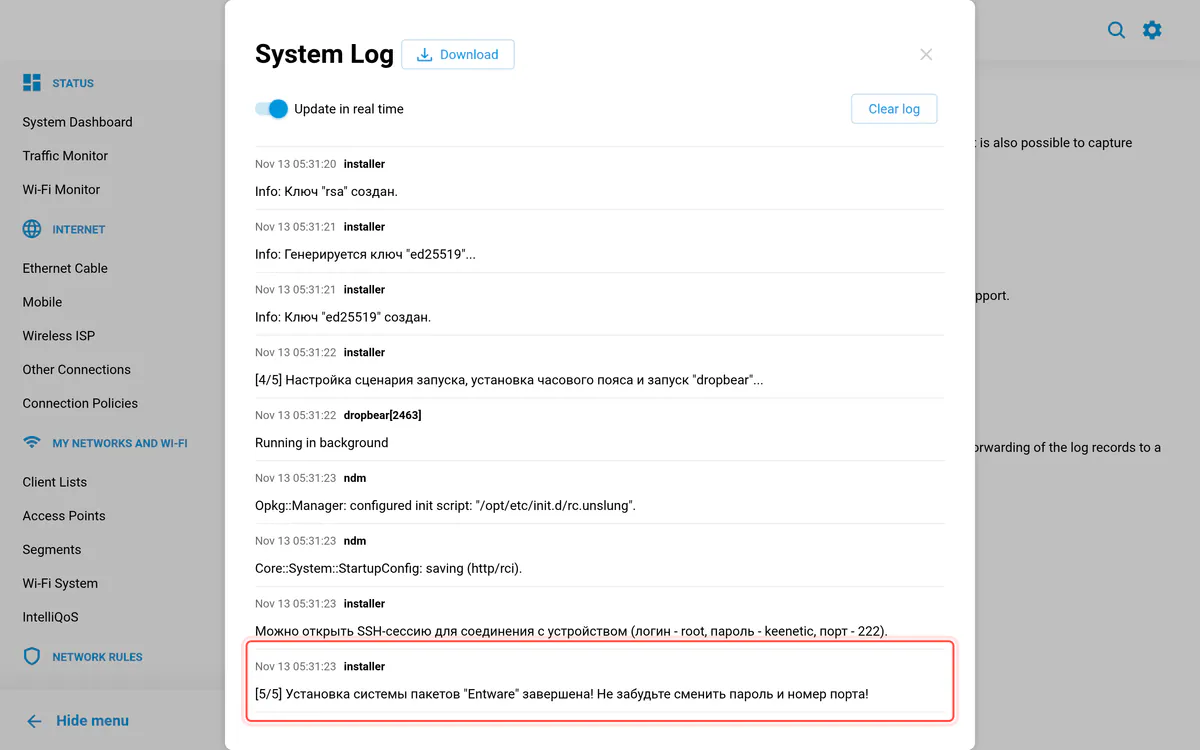 System Log
Download
Update in real time
Clear log
STATUS
System Dashboard
Traffic Monitor
Wi-Fi Monitor
INTERNET
Ethernet Cable
Mobile
Wireless ISP
Other Connections
Connection Policies
MY NETWORKS AND WI-FI
Client Lists
Access Points
Segments
Wi-Fi System
IntelliQoS
NETWORK RULES
Hide menu
Nov 13 05:31:20 installer
Info: Ключ "rsa" создан.
Nov 13 05:31:21 installer
Info: Генерируется ключ "ed25519"...
Nov 13 05:31:21 installer
Info: Ключ "ed25519" создан.
Nov 13 05:31:22 installer
[4/5] Настройка сценария запуска, установка часового пояса и запуск "dropbear"...
Nov 13 05:31:22 dropbear[2463]
Running in background
Nov 13 05:31:23 ndm
Opkg::Manager: configured init script: "/opt/etc/init.d/rc.unslung".
Nov 13 05:31:23 ndm
Core::System::StartupConfig: saving (http/rci).
Nov 13 05:31:23 installer
Можно открыть SSH-сессию для соединения с устройством (логин - root, пароль - keenetic, порт - 222).
Nov 13 05:31:23 installer
[5/5] Установка системы пакетов "Entware" завершена! Не забудьте сменить пароль и номер порта!
is also possible to capture
pport.
orwarding of the log records to a